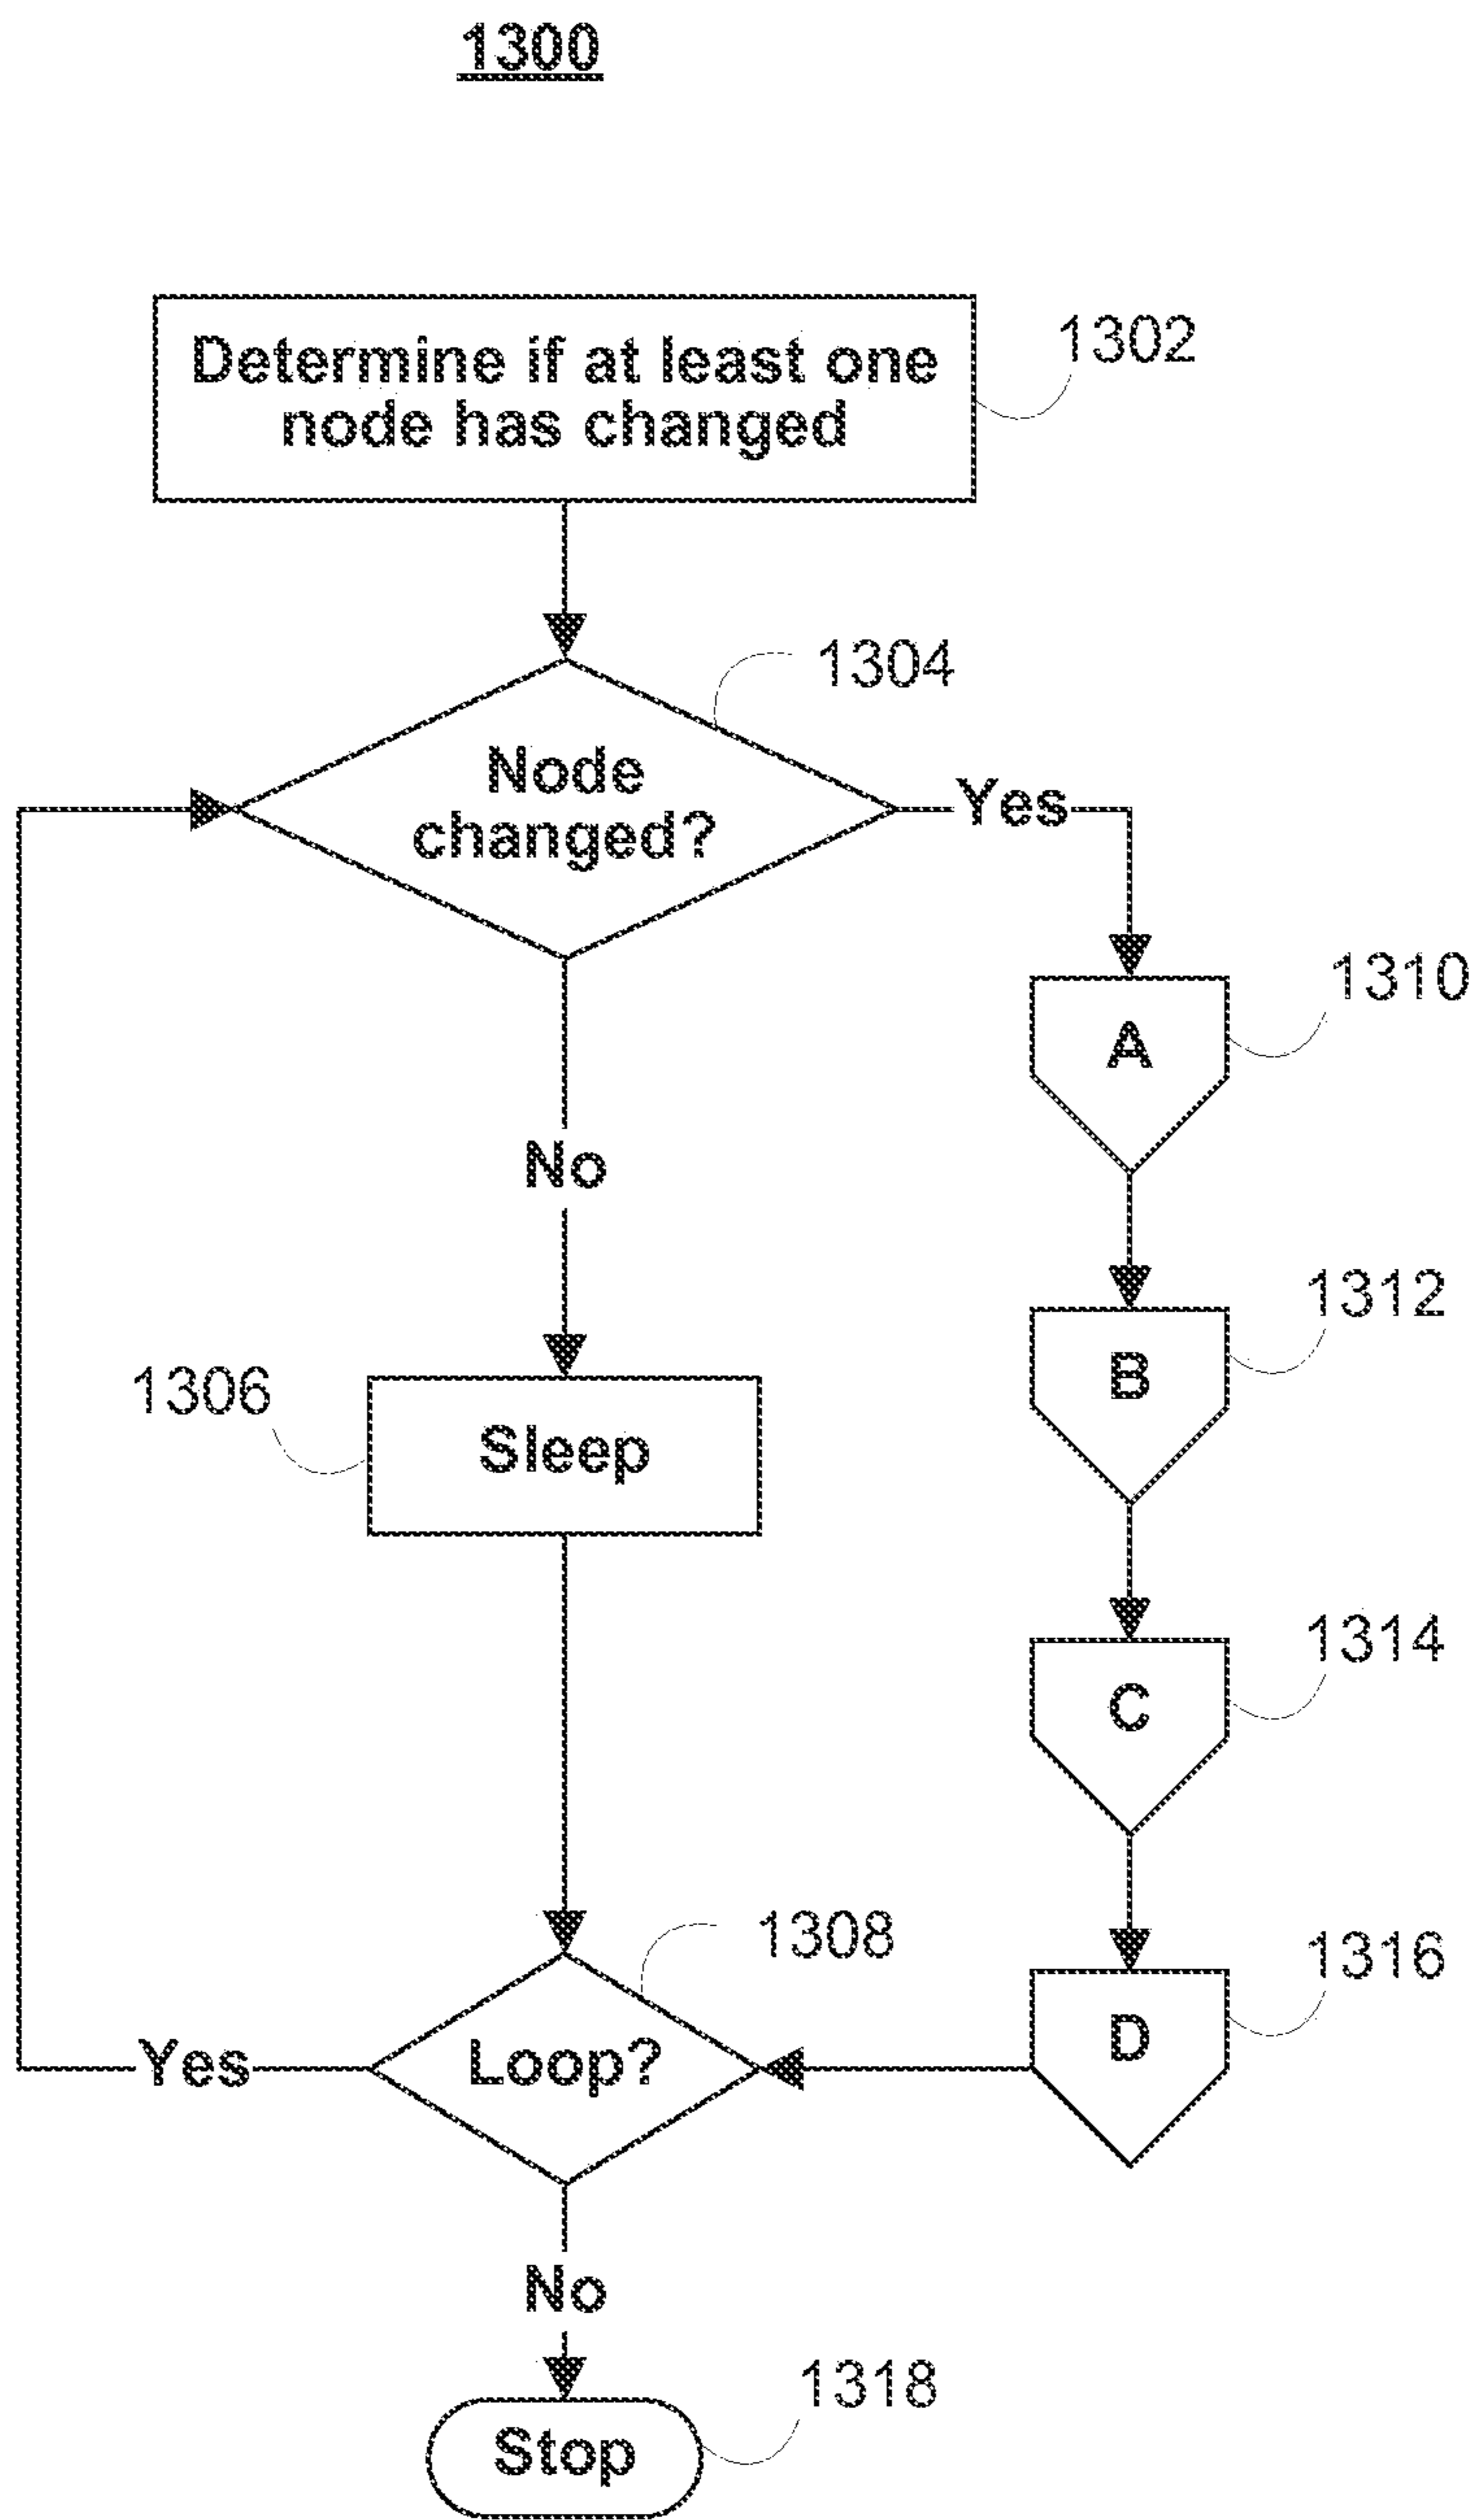 1300
Determine if at least one
node has changed
1302
1304
Node
changed?
Yes
1310
A
No
1312
B
1306
Sleep
1314
C
1308
1316
Loop?
D
Yes
No
1318
Stop